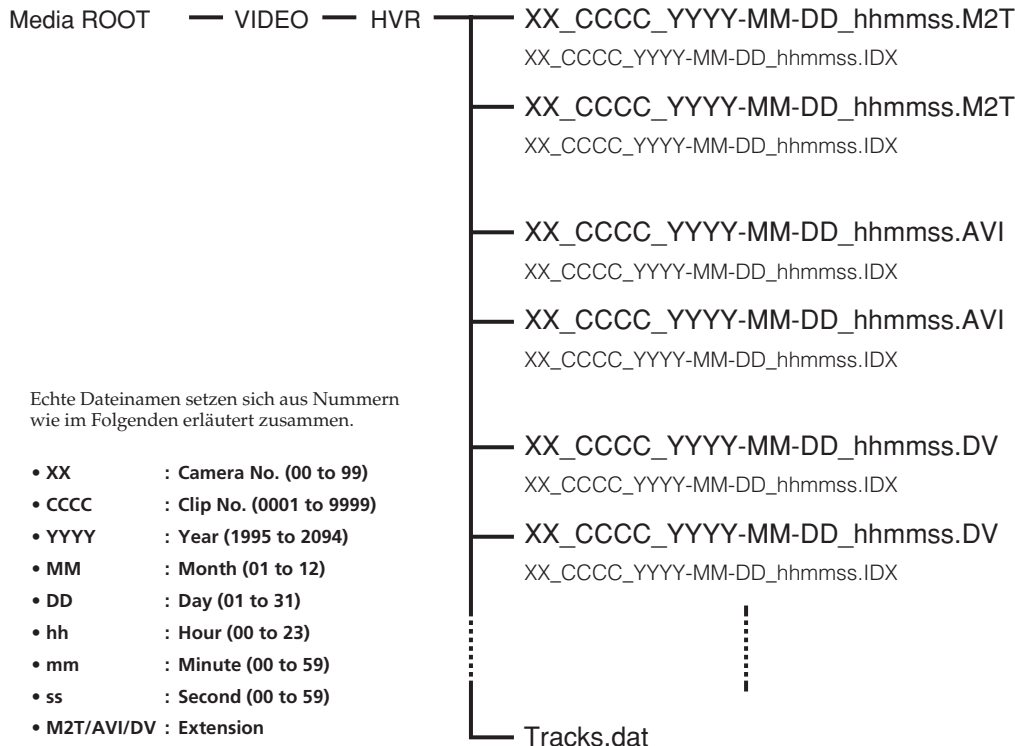 Media ROOT VIDEO HVR XX_CCCC_YYYY-MM-DD_hhmmss.M2T
XX_CCCC_YYYY-MM-DD_hhmmss.IDX
XX_CCCC_YYYY-MM-DD_hhmmss.M2T
XX_CCCC_YYYY-MM-DD_hhmmss.IDX
XX_CCCC_YYYY-MM-DD_hhmmss.AVI
XX_CCCC_YYYY-MM-DD_hhmmss.IDX
XX_CCCC_YYYY-MM-DD_hhmmss.AVI
XX_CCCC_YYYY-MM-DD_hhmmss.IDX
XX_CCCC_YYYY-MM-DD_hhmmss.DV
XX_CCCC_YYYY-MM-DD_hhmmss.IDX
XX_CCCC_YYYY-MM-DD_hhmmss.DV
XX_CCCC_YYYY-MM-DD_hhmmss.IDX
Tracks.dat
Echte Dateinamen setzen sich aus Nummern
wie im Folgenden erläutert zusammen.
• XX : Camera No. (00 to 99)
• CCCC : Clip No. (0001 to 9999)
• YYYY : Year (1995 to 2094)
• MM : Month (01 to 12)
• DD : Day (01 to 31)
• hh : Hour (00 to 23)
• mm : Minute (00 to 59)
• ss : Second (00 to 59)
• M2T/AVI/DV : Extension